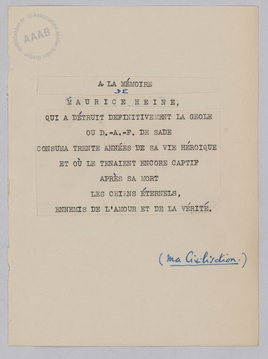 A LA MÉMOIRE
DE
MAURICE HEINE,
QUI A DÉTRUIT DEFINITIVEMENT LA GEOLE
OU D.-A.-F. DE SADE
CONSUMA TRENTE ANNÉES DE SA VIE HÉROIQUE
ET OÙ LE TENAIENT ENCORE CAPTIF
APRÈS SA MORT
LES CHIENS ÉTERNELS,
ENNEMIS DE L'AMOUR ET DE LA VÉRITÉ.
(ma Civilisation.)
AAAB